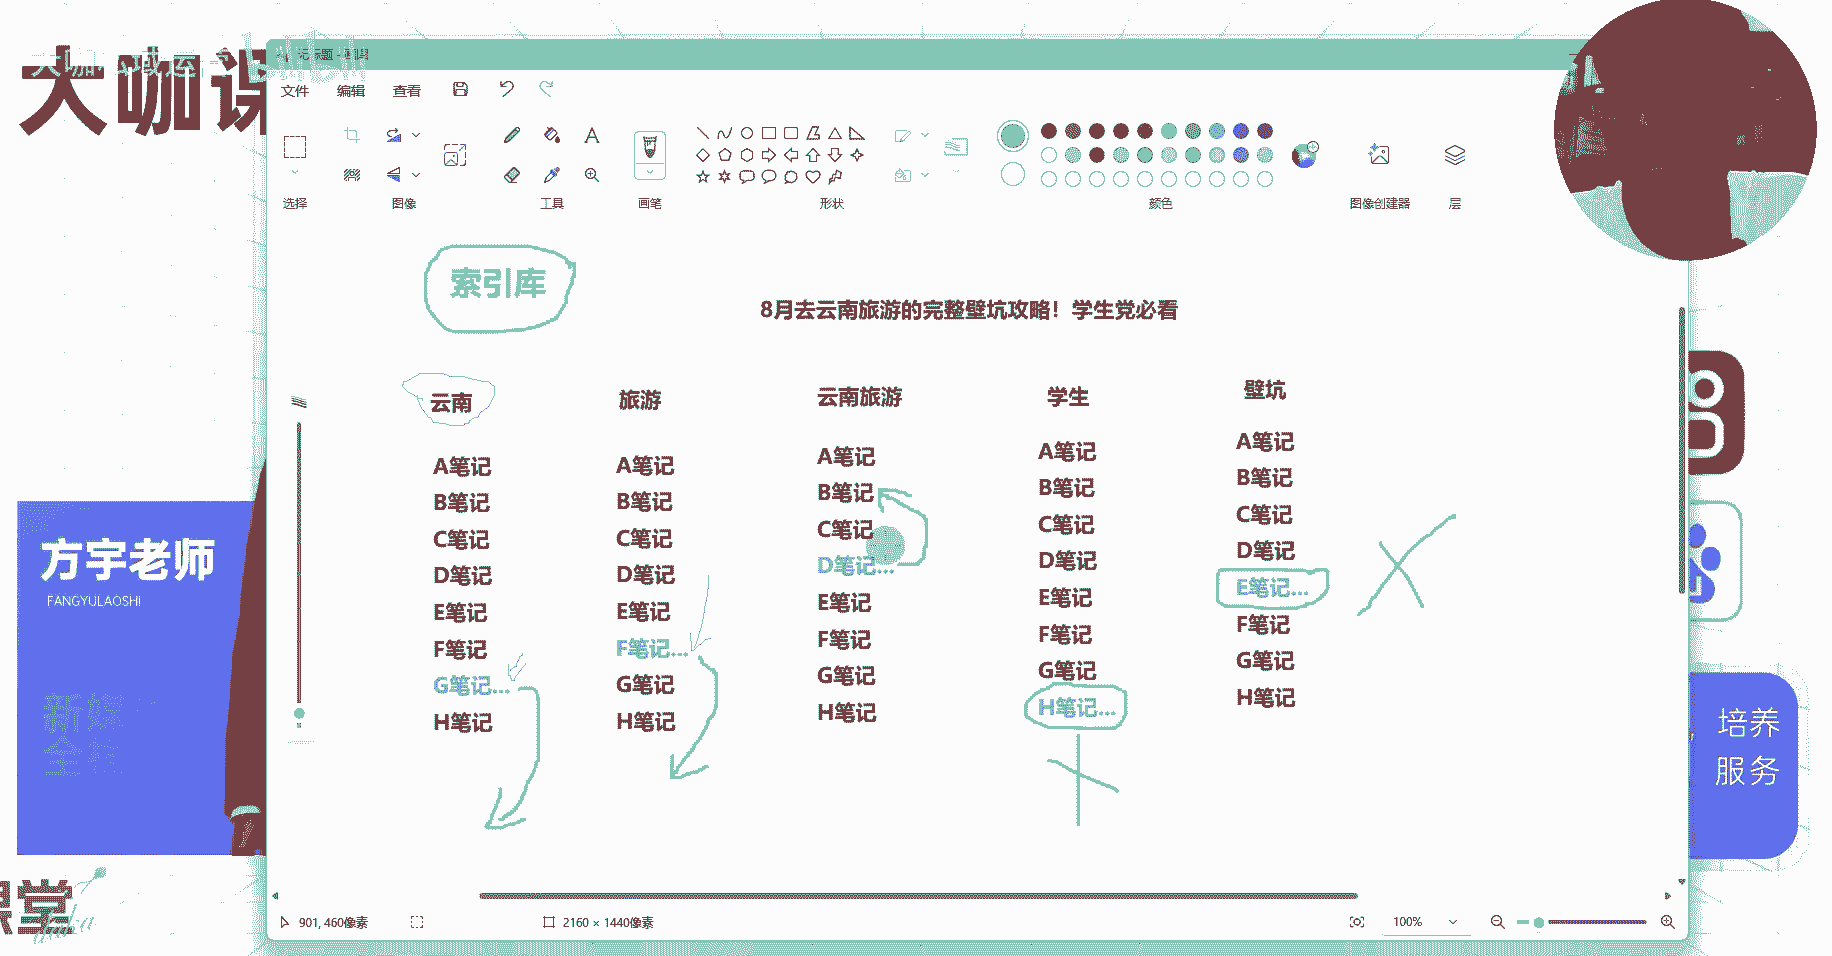 大咖课
文件 编辑 查看
选择 图像 工具 画笔 形状 颜色 图像创建器 层
索引库
8月去云南旅游的完整壁坑攻略！学生党必看
云南
A笔记
B笔记
C笔记
D笔记
E笔记
F笔记
G笔记...
H笔记
旅游
A笔记
B笔记
C笔记
D笔记
E笔记
F笔记...
G笔记
H笔记
云南旅游
A笔记
B笔记
C笔记
D笔记...
E笔记
F笔记
G笔记
H笔记
学生
A笔记
B笔记
C笔记
D笔记
E笔记
F笔记
G笔记
H笔记...
壁坑
A笔记
B笔记
C笔记
D笔记
E笔记...
F笔记
G笔记
H笔记
方宇老师
FANGYULAOSHI
新媒
全
培养
服务
课堂
901, 460像素 2160 × 1440像素 100%